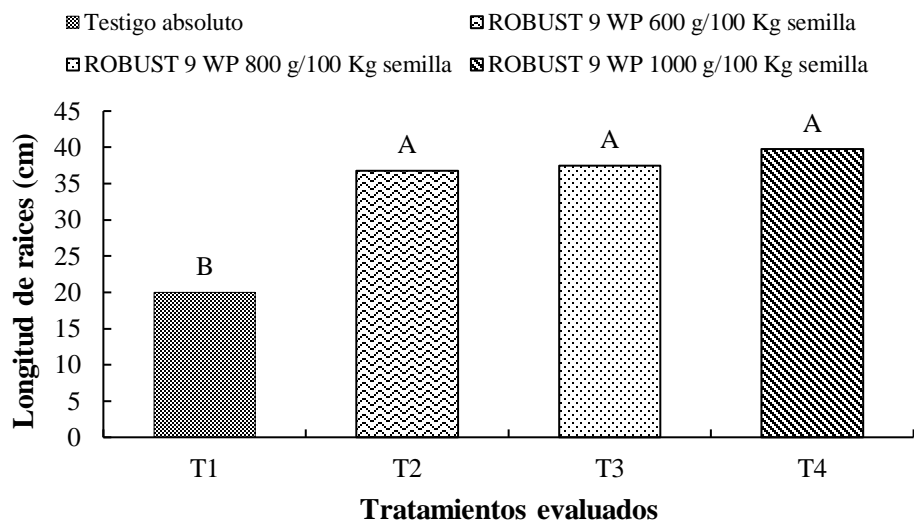 Testigo absoluto
ROBUST 9 WP 600 g/100 Kg semilla
ROBUST 9 WP 800 g/100 Kg semilla
ROBUST 9 WP 1000 g/100 Kg semilla
Longitud de raices (cm)
45
40
35
30
25
20
15
10
5
0
B
A
A
A
T1
T2
T3
T4
Tratamientos evaluados